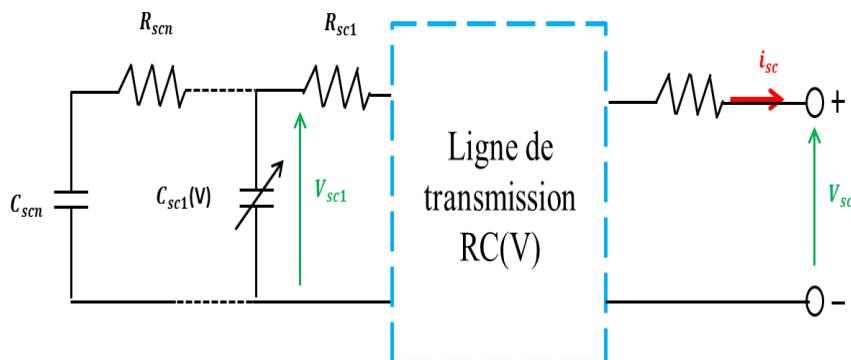 R_scn
R_sc1
i_sc
+
Ligne de
transmission
RC(V)
C_scn
C_sc1(V)
V_sc1
V_sc
−